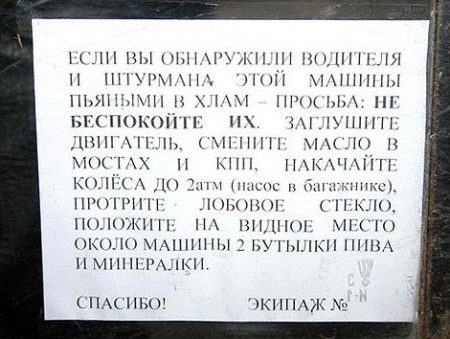 ЕСЛИ ВЫ ОБНАРУЖИЛИ ВОДИТЕЛЯ
И ШТУРМАНА ЭТОЙ МАШИНЫ
ПЬЯНЫМИ В ХЛАМ – ПРОСЬБА: НЕ
БЕСПОКОЙТЕ ИХ. ЗАГЛУШИТЕ
ДВИГАТЕЛЬ, СМЕНИТЕ МАСЛО В
МОСТАХ И КПП, НАКАЧАЙТЕ
КОЛЁСА ДО 2атм (насос в багажнике),
ПРОТРИТЕ ЛОБОВОЕ СТЕКЛО,
ПОЛОЖИТЕ НА ВИДНОЕ МЕСТО
ОКОЛО МАШИНЫ 2 БУТЫЛКИ ПИВА
И МИНЕРАЛКИ.
СПАСИБО! ЭКИПАЖ №